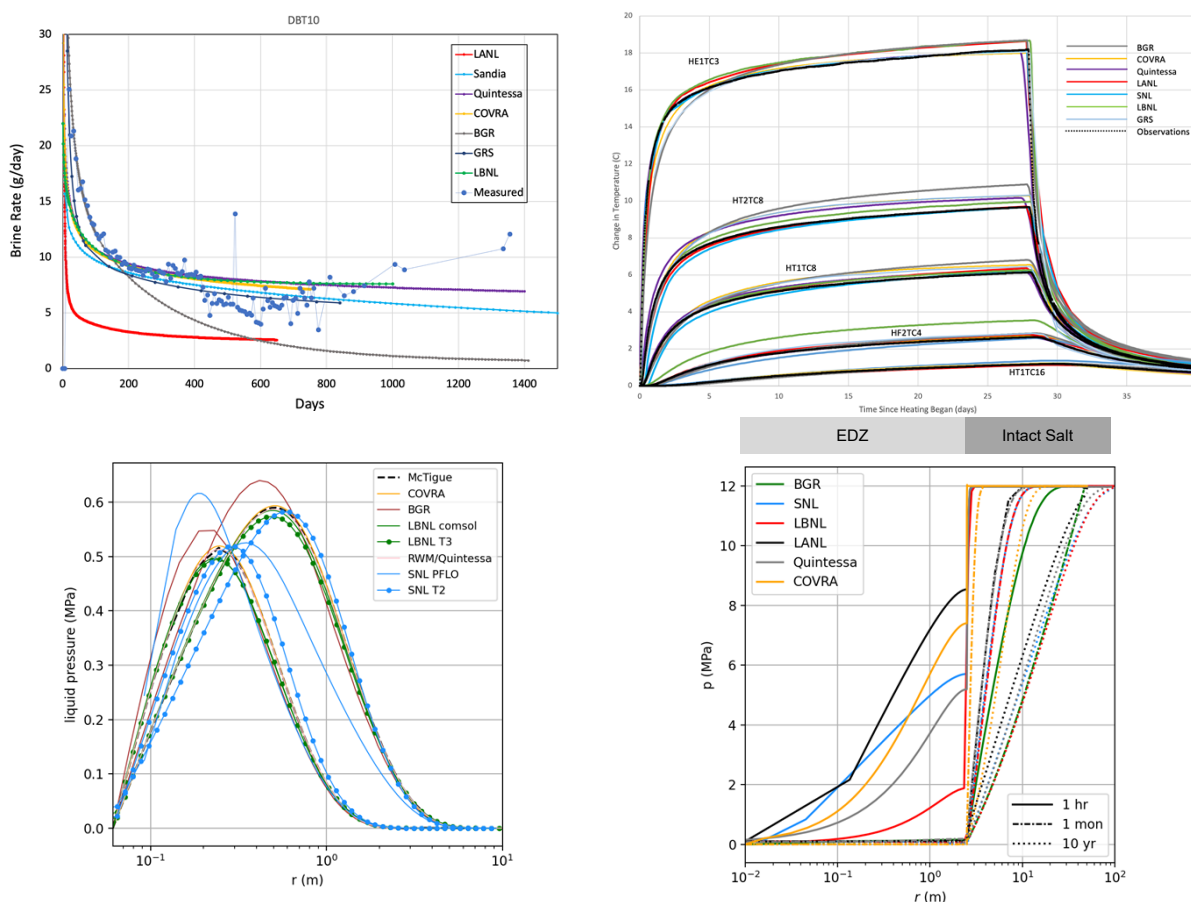 DBT10
Brine Rate (g/day)
30
25
20
15
10
5
0
LANL
Sandia
Quintessa
COVRA
BGR
GRS
LBNL
Measured
0
200
400
600
800
1000
1200
1400
Days
Change in Temperature (C)
20
18
16
14
12
10
8
6
4
2
0
HE1TC3
HT2TC8
HT1TC8
HF2TC4
HT1TC16
BGR
COVRA
Quintessa
LANL
SNL
LBNL
GRS
Observations
0
5
10
15
20
25
30
35
Time Since Heating Began (days)
liquid pressure (MPa)
0.6
0.5
0.4
0.3
0.2
0.1
0.0
McTigue
COVRA
BGR
LBNL comsol
LBNL T3
RWM/Quintessa
SNL PFLO
SNL T2
10⁻¹
10⁰
10¹
r (m)
EDZ
Intact Salt
p (MPa)
12
10
8
6
4
2
0
BGR
SNL
LBNL
LANL
Quintessa
COVRA
1 hr
1 mon
10 yr
10⁻²
10⁻¹
10⁰
10¹
10²
r (m)